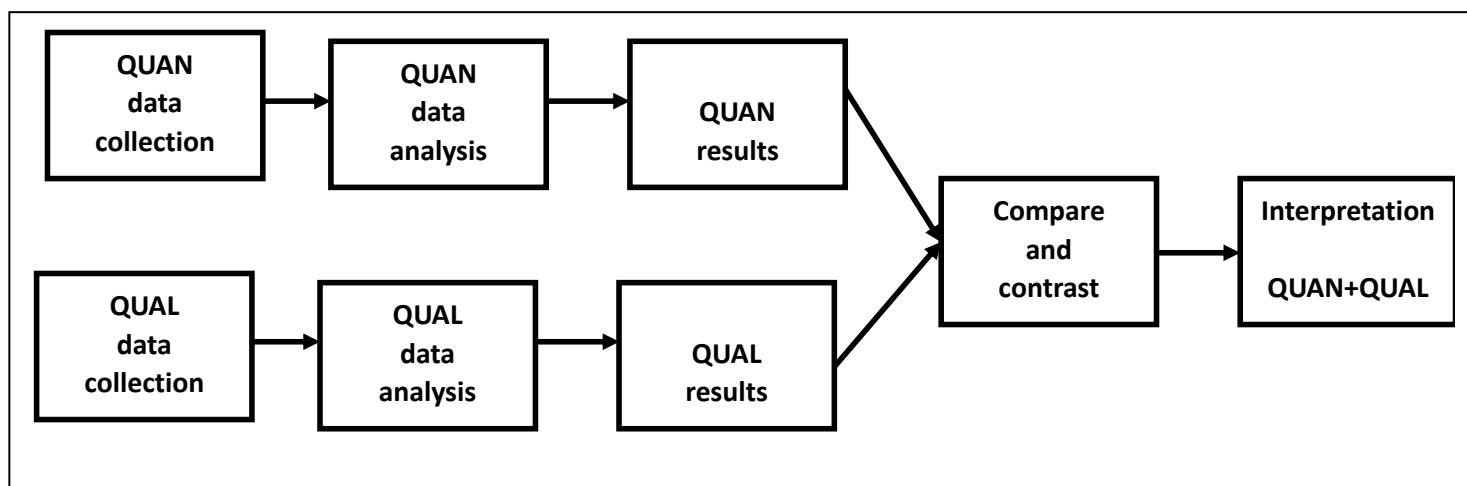 QUAN
data
collection
QUAN
data
analysis
QUAN
results
QUAL
data
collection
QUAL
data
analysis
QUAL
results
Compare
and
contrast
Interpretation
QUAN+QUAL